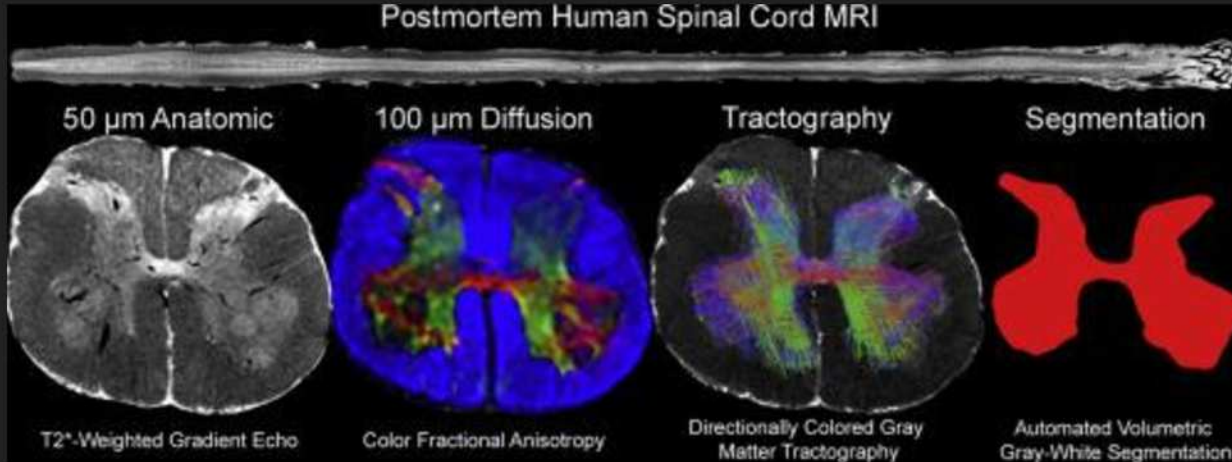 Postmortem Human Spinal Cord MRI
50 μm Anatomic
100 μm Diffusion
Tractography
Segmentation
T2*-Weighted Gradient Echo
Color Fractional Anisotropy
Directionally Colored Gray
Matter Tractography
Automated Volumetric
Gray-White Segmentation